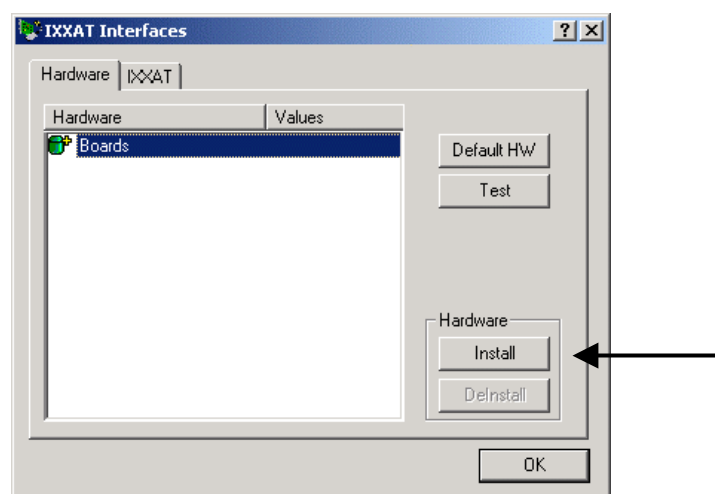 IXXAT Interfaces
Hardware IXXAT
Hardware Values
Boards
Default HW
Test
Hardware
Install
DeInstall
OK